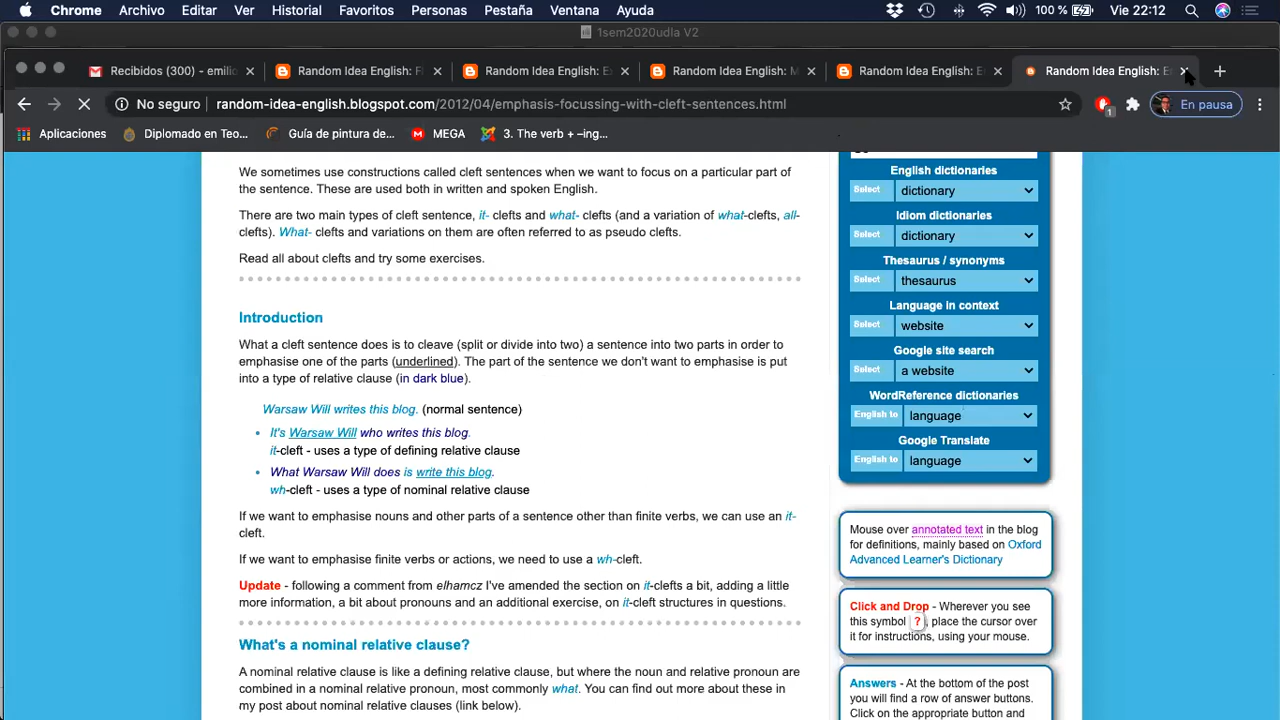 Chrome Archivo Editar Ver Historial Favoritos Personas Pestaña Ventana Ayuda 100 % Vie 22:12
1sem2020udla V2
Recibidos (300) - emilio Random Idea English: F Random Idea English: E Random Idea English: M Random Idea English: E Random Idea English: E
No seguro random-idea-english.blogspot.com/2012/04/emphasis-focussing-with-cleft-sentences.html 1 En pausa
Aplicaciones Diplomado en Teo... Guía de pintura de... MEGA 3. The verb + –ing...
We sometimes use constructions called cleft sentences when we want to focus on a particular part of
the sentence. These are used both in written and spoken English.
There are two main types of cleft sentence, it- clefts and what- clefts (and a variation of what-clefts, all-
clefts). What- clefts and variations on them are often referred to as pseudo clefts.
Read all about clefts and try some exercises.
Introduction
What a cleft sentence does is to cleave (split or divide into two) a sentence into two parts in order to
emphasise one of the parts (underlined). The part of the sentence we don't want to emphasise is put
into a type of relative clause (in dark blue).
Warsaw Will writes this blog. (normal sentence)
• It's Warsaw Will who writes this blog.
it-cleft - uses a type of defining relative clause
• What Warsaw Will does is write this blog.
wh-cleft - uses a type of nominal relative clause
If we want to emphasise nouns and other parts of a sentence other than finite verbs, we can use an it-
cleft.
If we want to emphasise finite verbs or actions, we need to use a wh-cleft.
Update - following a comment from elhamcz I've amended the section on it-clefts a bit, adding a little
more information, a bit about pronouns and an additional exercise, on it-cleft structures in questions.
What's a nominal relative clause?
A nominal relative clause is like a defining relative clause, but where the noun and relative pronoun are
combined in a nominal relative pronoun, most commonly what. You can find out more about these in
my post about nominal relative clauses (link below).
English dictionaries
Select dictionary
Idiom dictionaries
Select dictionary
Thesaurus / synonyms
Select thesaurus
Language in context
Select website
Google site search
Select a website
WordReference dictionaries
English to language
Google Translate
English to language
Mouse over annotated text in the blog
for definitions, mainly based on Oxford
Advanced Learner's Dictionary
Click and Drop - Wherever you see
this symbol ? , place the cursor over
it for instructions, using your mouse.
Answers - At the bottom of the post
you will find a row of answer buttons.
Click on the appropriate button and